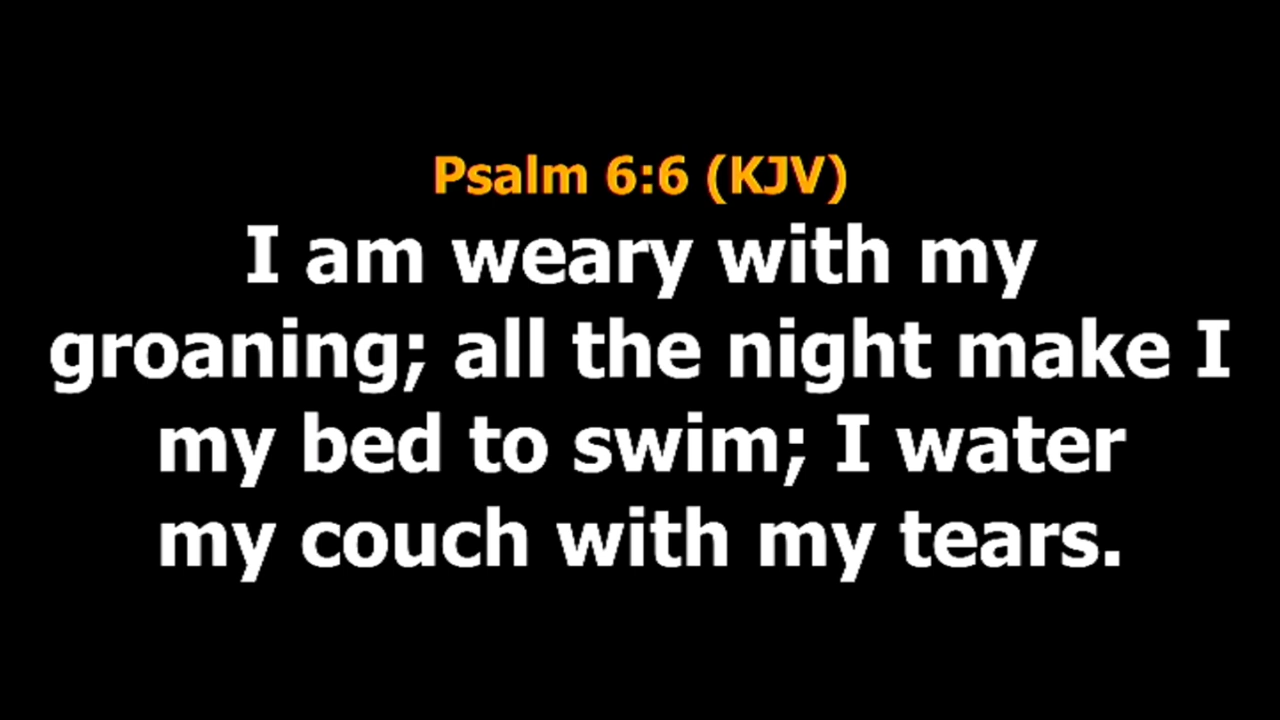 Psalm 6:6 (KJV)
I am weary with my
groaning; all the night make I
my bed to swim; I water
my couch with my tears.